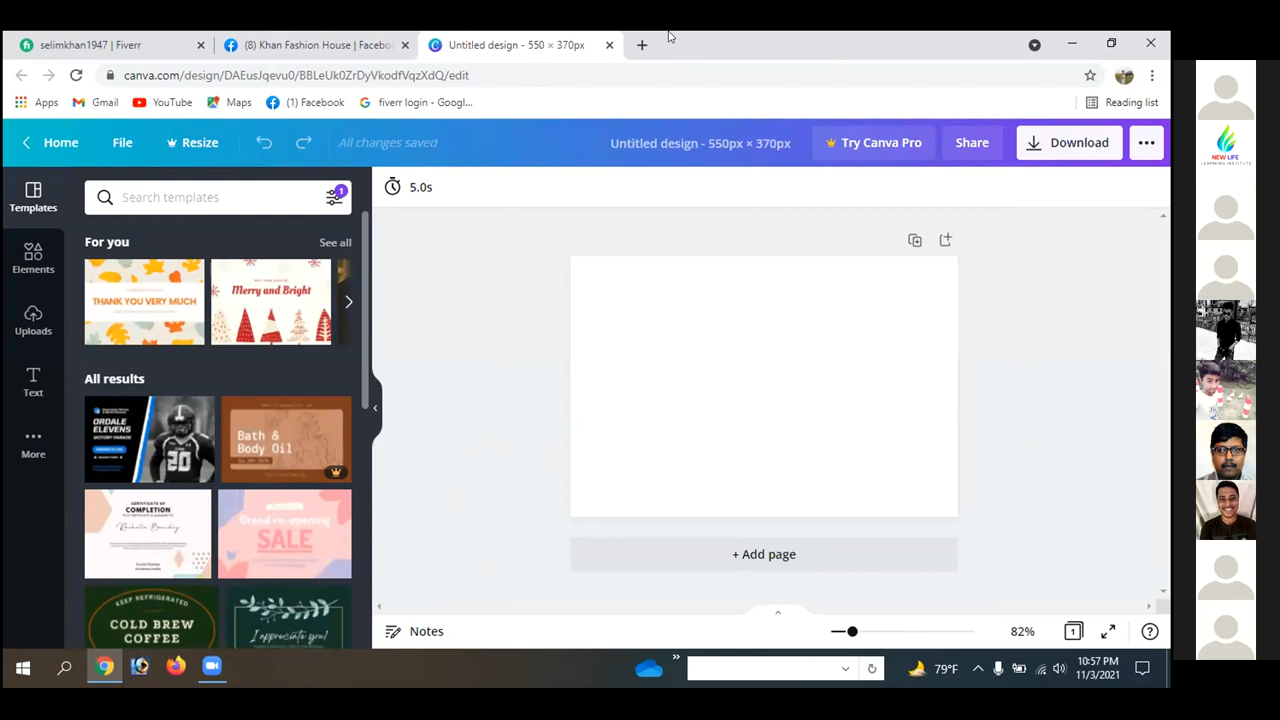 selimkhan1947 | Fiverr
(8) Khan Fashion House | Facebo
Untitled design - 550 × 370px
canva.com/design/DAEusJqevu0/BBLeUk0ZrDyVkodfVqzXdQ/edit
Apps
Gmail
YouTube
Maps
(1) Facebook
fiverr login - Googl...
Reading list
Home
File
Resize
All changes saved
Untitled design - 550px × 370px
Try Canva Pro
Share
Download
Templates
Elements
Uploads
Text
More
Search templates
1
For you
See all
THANK YOU VERY MUCH
Merry and Bright
All results
ORDALE
ELEVENS
VICTORY PARADE
20
Bath &
Body Oil
CERTIFICATE OF
COMPLETION
Grand re-opening
SALE
KEEP REFRIGERATED
COLD BREW
COFFEE
I appreciate you!
5.0s
+ Add page
Notes
82%
1
79°F
10:57 PM
11/3/2021
NEW LIFE
LEARNING INSTITUTE